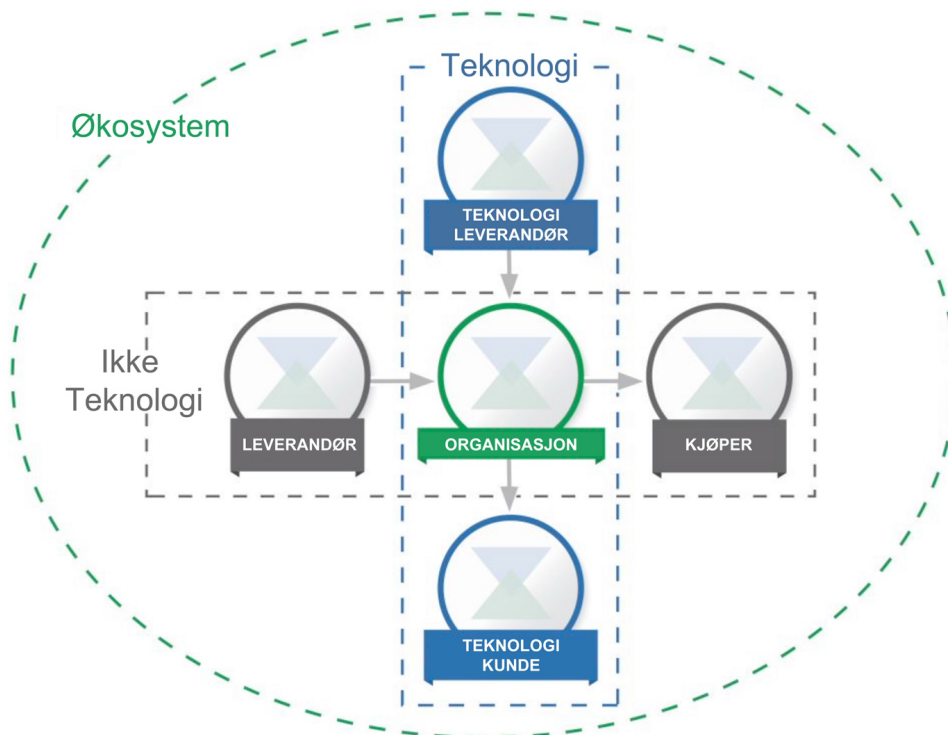 Teknologi
Økosystem
TEKNOLOGI
LEVERANDØR
Ikke
Teknologi
LEVERANDØR
ORGANISASJON
KJØPER
TEKNOLOGI
KUNDE